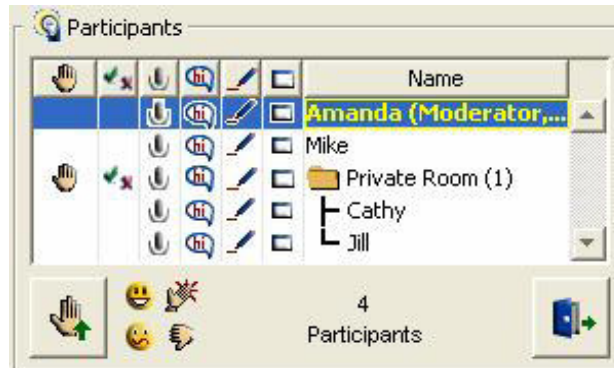 Participants
Name
Amanda (Moderator,...
Mike
Private Room (1)
Cathy
Jill
4
Participants